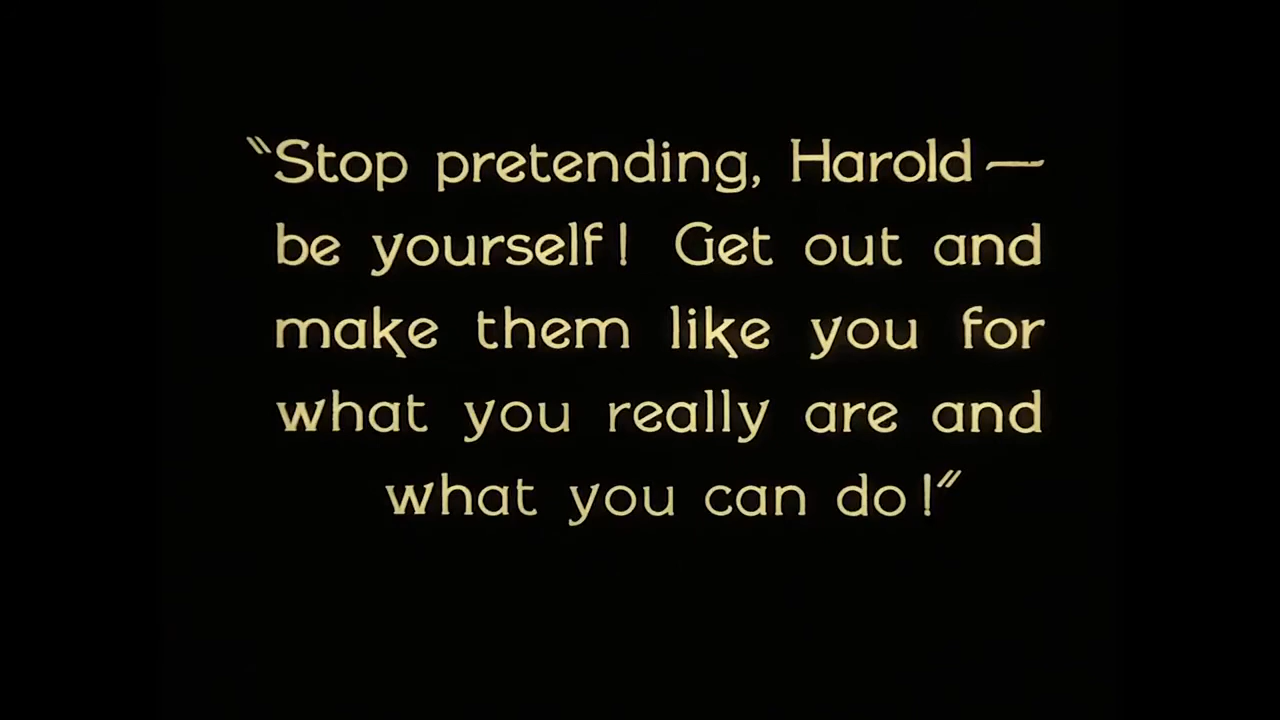 “Stop pretending, Harold—
be yourself! Get out and
make them like you for
what you really are and
what you can do!”